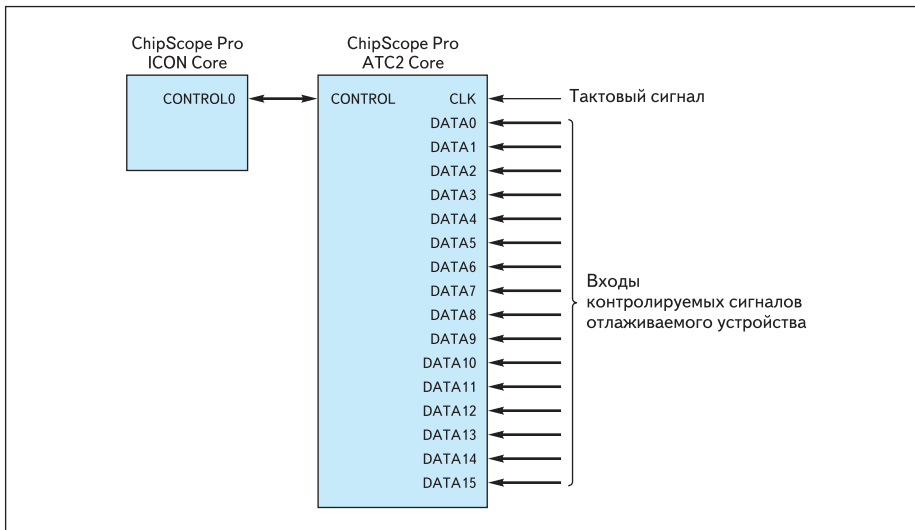 ChipScope Pro
ICON Core
ChipScope Pro
ATC2 Core
CONTROL0
CONTROL
CLK
Тактовый сигнал
DATA0
DATA1
DATA2
DATA3
DATA4
DATA5
DATA6
DATA7
DATA8
DATA9
DATA10
DATA11
DATA12
DATA13
DATA14
DATA15
Входы
контролируемых сигналов
отлаживаемого устройства